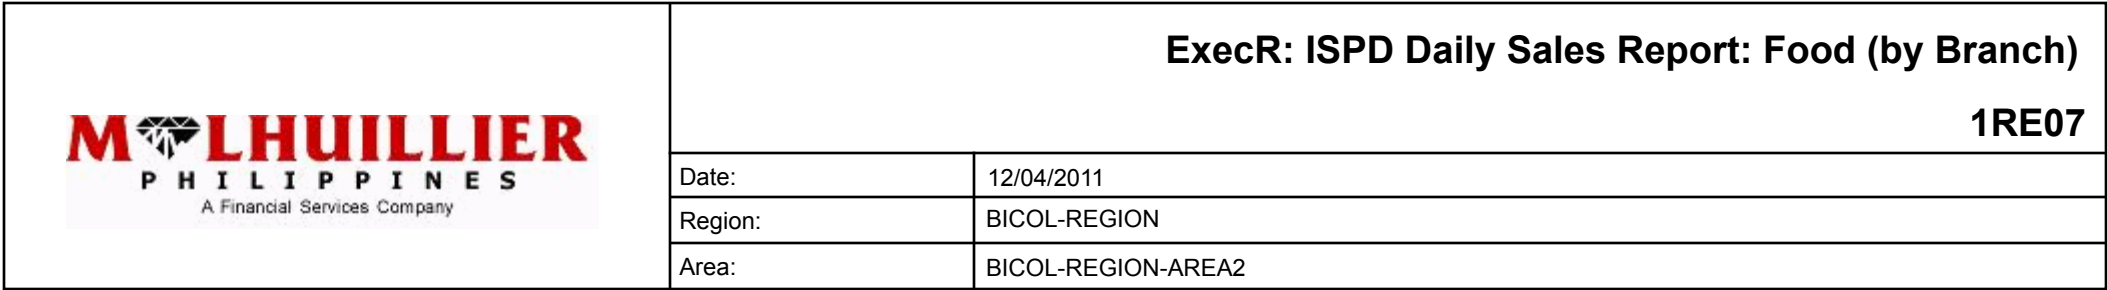 M LHUILLIER
PHILIPPINES
A Financial Services Company
ExecR: ISPD Daily Sales Report: Food (by Branch)
1RE07
Date: 12/04/2011
Region: BICOL-REGION
Area: BICOL-REGION-AREA2